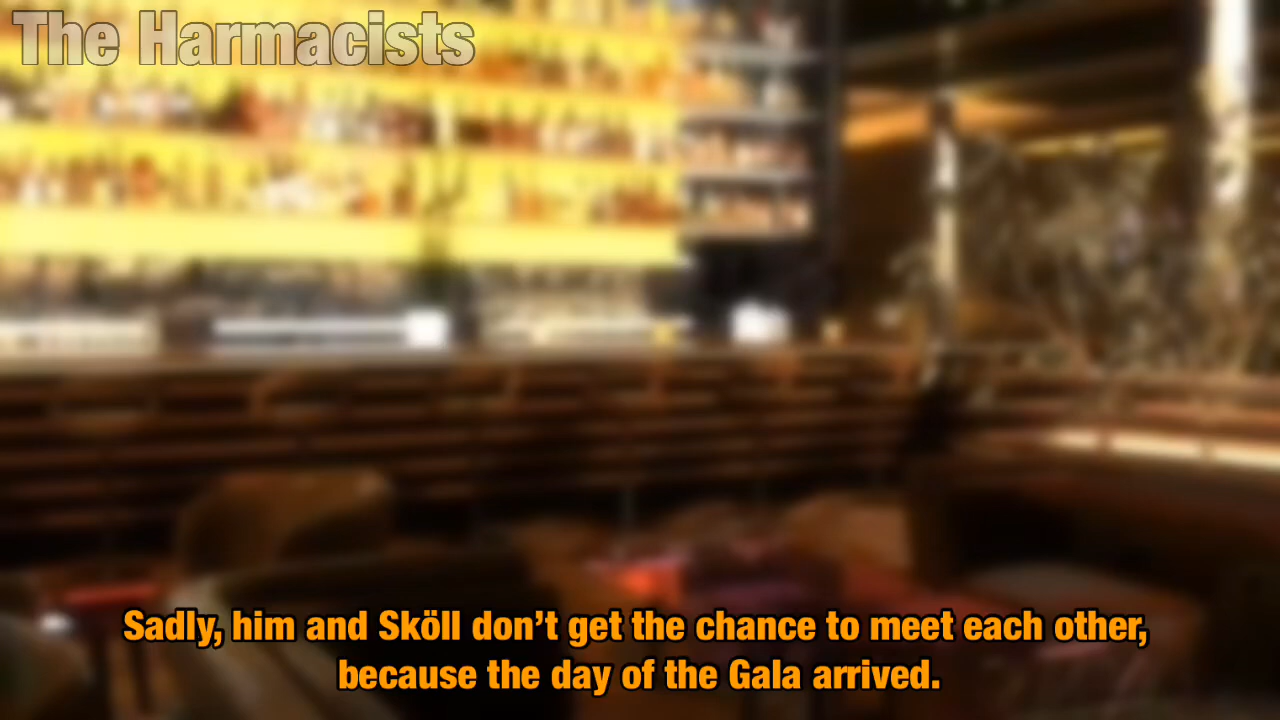 The Harmacists
Sadly, him and Sköll don’t get the chance to meet each other,
because the day of the Gala arrived.